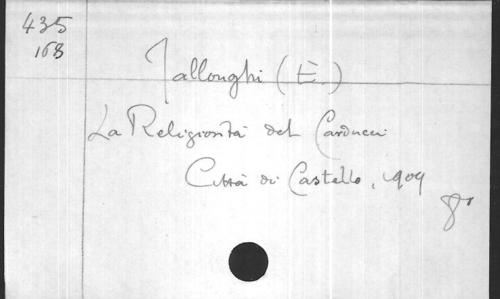 435
168
Jallonghi (E.)
La Religiosità del Carducci
Città di Castello, 1909
8°